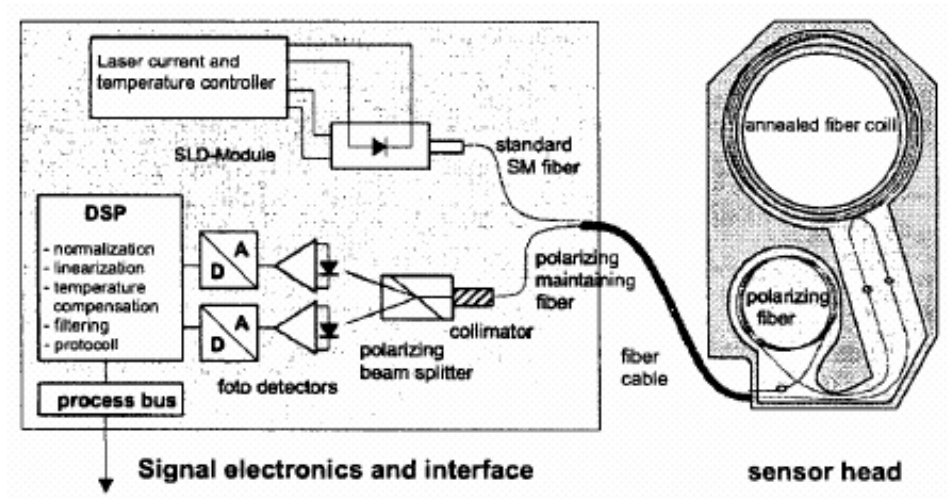 Laser current and
temperature controller
SLD-Module
standard
SM fiber
annealed fiber coil
DSP
- normalization
- linearization
- temperature
compensation
- filtering
- protocoll
A
D
A
D
polarizing
maintaining
fiber
polarizing
fiber
collimator
polarizing
beam splitter
foto detectors
fiber
cable
process bus
Signal electronics and interface
sensor head